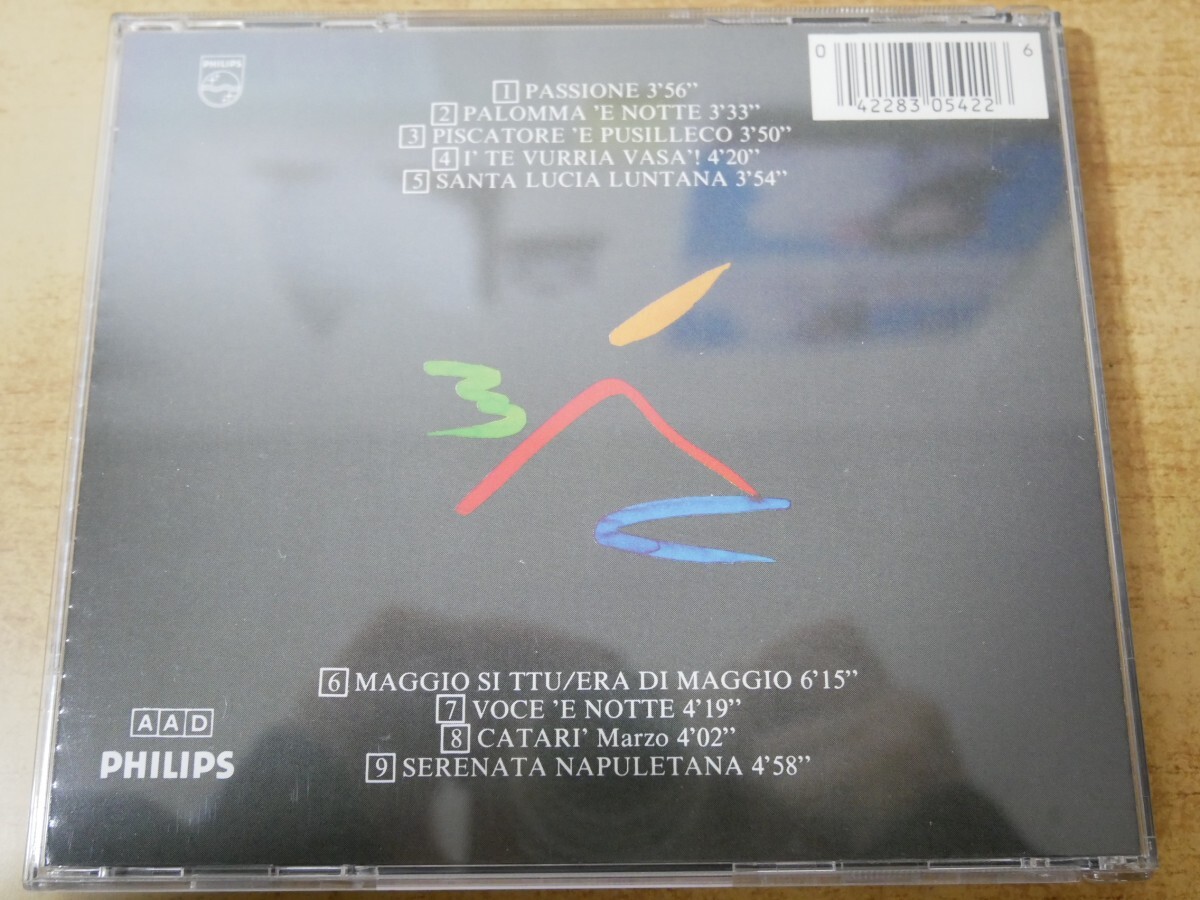 PHILIPS
1 PASSIONE 3'56"
2 PALOMMA 'E NOTTE 3'33"
3 PISCATORE 'E PUSILLECO 3'50"
4 I' TE VURRIA VASA'! 4'20"
5 SANTA LUCIA LUNTANA 3'54"
0 42283 05422 6
6 MAGGIO SI TTU/ERA DI MAGGIO 6'15"
7 VOCE 'E NOTTE 4'19"
8 CATARI' Marzo 4'02"
9 SERENATA NAPULETANA 4'58"
AAD
PHILIPS